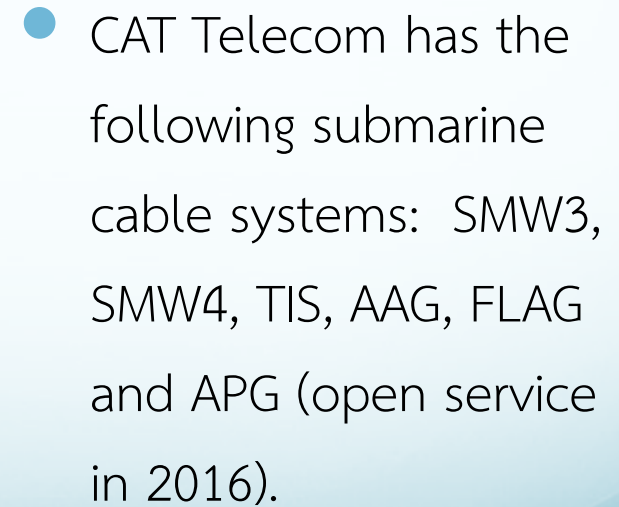 CAT Telecom has the
following submarine
cable systems:  SMW3,
SMW4, TIS, AAG, FLAG
and APG (open service
in 2016).